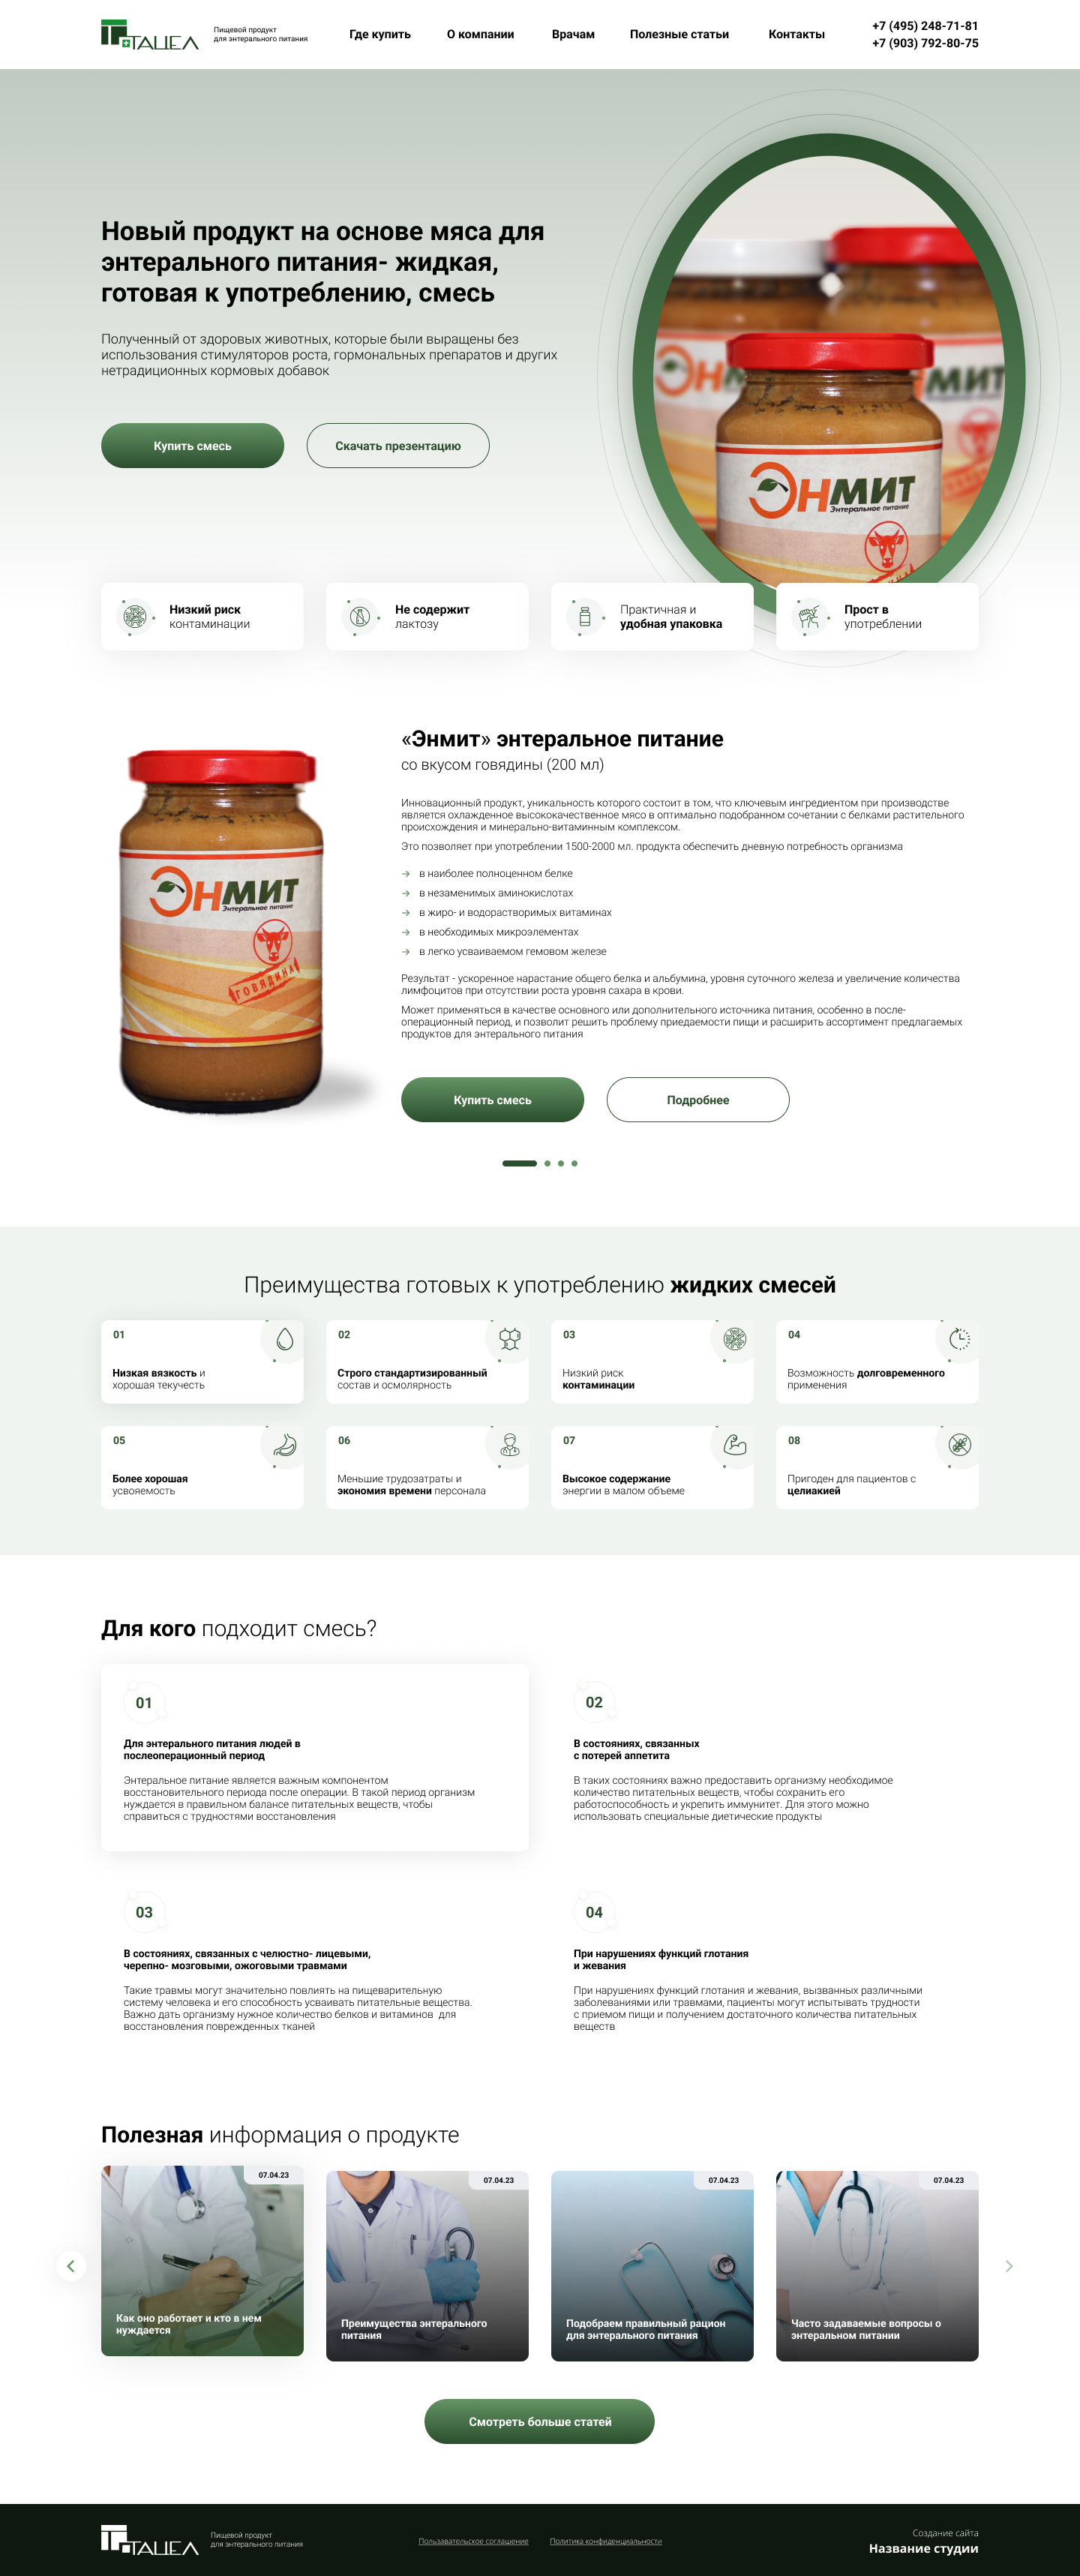 ТАЦЕЛ
Пищевой продукт
для энтерального питания
Где купить
О компании
Врачам
Полезные статьи
Контакты
+7 (495) 248-71-81
+7 (903) 792-80-75
Новый продукт на основе мяса для
энтерального питания- жидкая,
готовая к употреблению, смесь
Полученный от здоровых животных, которые были выращены без
использования стимуляторов роста, гормональных препаратов и других
нетрадиционных кормовых добавок
Купить смесь
Скачать презентацию
ЭНМИТ
Энтеральное питание
Низкий риск
контаминации
Не содержит
лактозу
Практичная и
удобная упаковка
Прост в
употреблении
«Энмит» энтеральное питание
со вкусом говядины (200 мл)
ЭНМИТ
Энтеральное питание
ГОВЯДИНА
Инновационный продукт, уникальность которого состоит в том, что ключевым ингредиентом при производстве
является охлажденное высококачественное мясо в оптимально подобранном сочетании с белками растительного
происхождения и минерально-витаминным комплексом.
Это позволяет при употреблении 1500-2000 мл. продукта обеспечить дневную потребность организма
в наиболее полноценном белке
в незаменимых аминокислотах
в жиро- и водорастворимых витаминах
в необходимых микроэлементах
в легко усваиваемом гемовом железе
Результат - ускоренное нарастание общего белка и альбумина, уровня суточного железа и увеличение количества
лимфоцитов при отсутствии роста уровня сахара в крови.
Может применяться в качестве основного или дополнительного источника питания, особенно в после-
операционный период, и позволит решить проблему приедаемости пищи и расширить ассортимент предлагаемых
продуктов для энтерального питания
Купить смесь
Подробнее
Преимущества готовых к употреблению жидких смесей
01
Низкая вязкость и
хорошая текучесть
02
Строго стандартизированный
состав и осмолярность
03
Низкий риск
контаминации
04
Возможность долговременного
применения
05
Более хорошая
усвояемость
06
Меньшие трудозатраты и
экономия времени персонала
07
Высокое содержание
энергии в малом объеме
08
Пригоден для пациентов с
целиакией
Для кого подходит смесь?
01
Для энтерального питания людей в
послеоперационный период
Энтеральное питание является важным компонентом
восстановительного периода после операции. В такой период организм
нуждается в правильном балансе питательных веществ, чтобы
справиться с трудностями восстановления
02
В состояниях, связанных
с потерей аппетита
В таких состояниях важно предоставить организму необходимое
количество питательных веществ, чтобы сохранить его
работоспособность и укрепить иммунитет. Для этого можно
использовать специальные диетические продукты
03
В состояниях, связанных с челюстно- лицевыми,
черепно- мозговыми, ожоговыми травмами
Такие травмы могут значительно повлиять на пищеварительную
систему человека и его способность усваивать питательные вещества.
Важно дать организму нужное количество белков и витаминов для
восстановления поврежденных тканей
04
При нарушениях функций глотания
и жевания
При нарушениях функций глотания и жевания, вызванных различными
заболеваниями или травмами, пациенты могут испытывать трудности
с приемом пищи и получением достаточного количества питательных
веществ
Полезная информация о продукте
07.04.23
Как оно работает и кто в нем
нуждается
07.04.23
Преимущества энтерального
питания
07.04.23
Подобраем правильный рацион
для энтерального питания
07.04.23
Часто задаваемые вопросы о
энтеральном питании
Смотреть больше статей
ТАЦЕЛ
Пищевой продукт
для энтерального питания
Пользавательское соглашение
Политика конфиденциальности
Создание сайта
Название студии